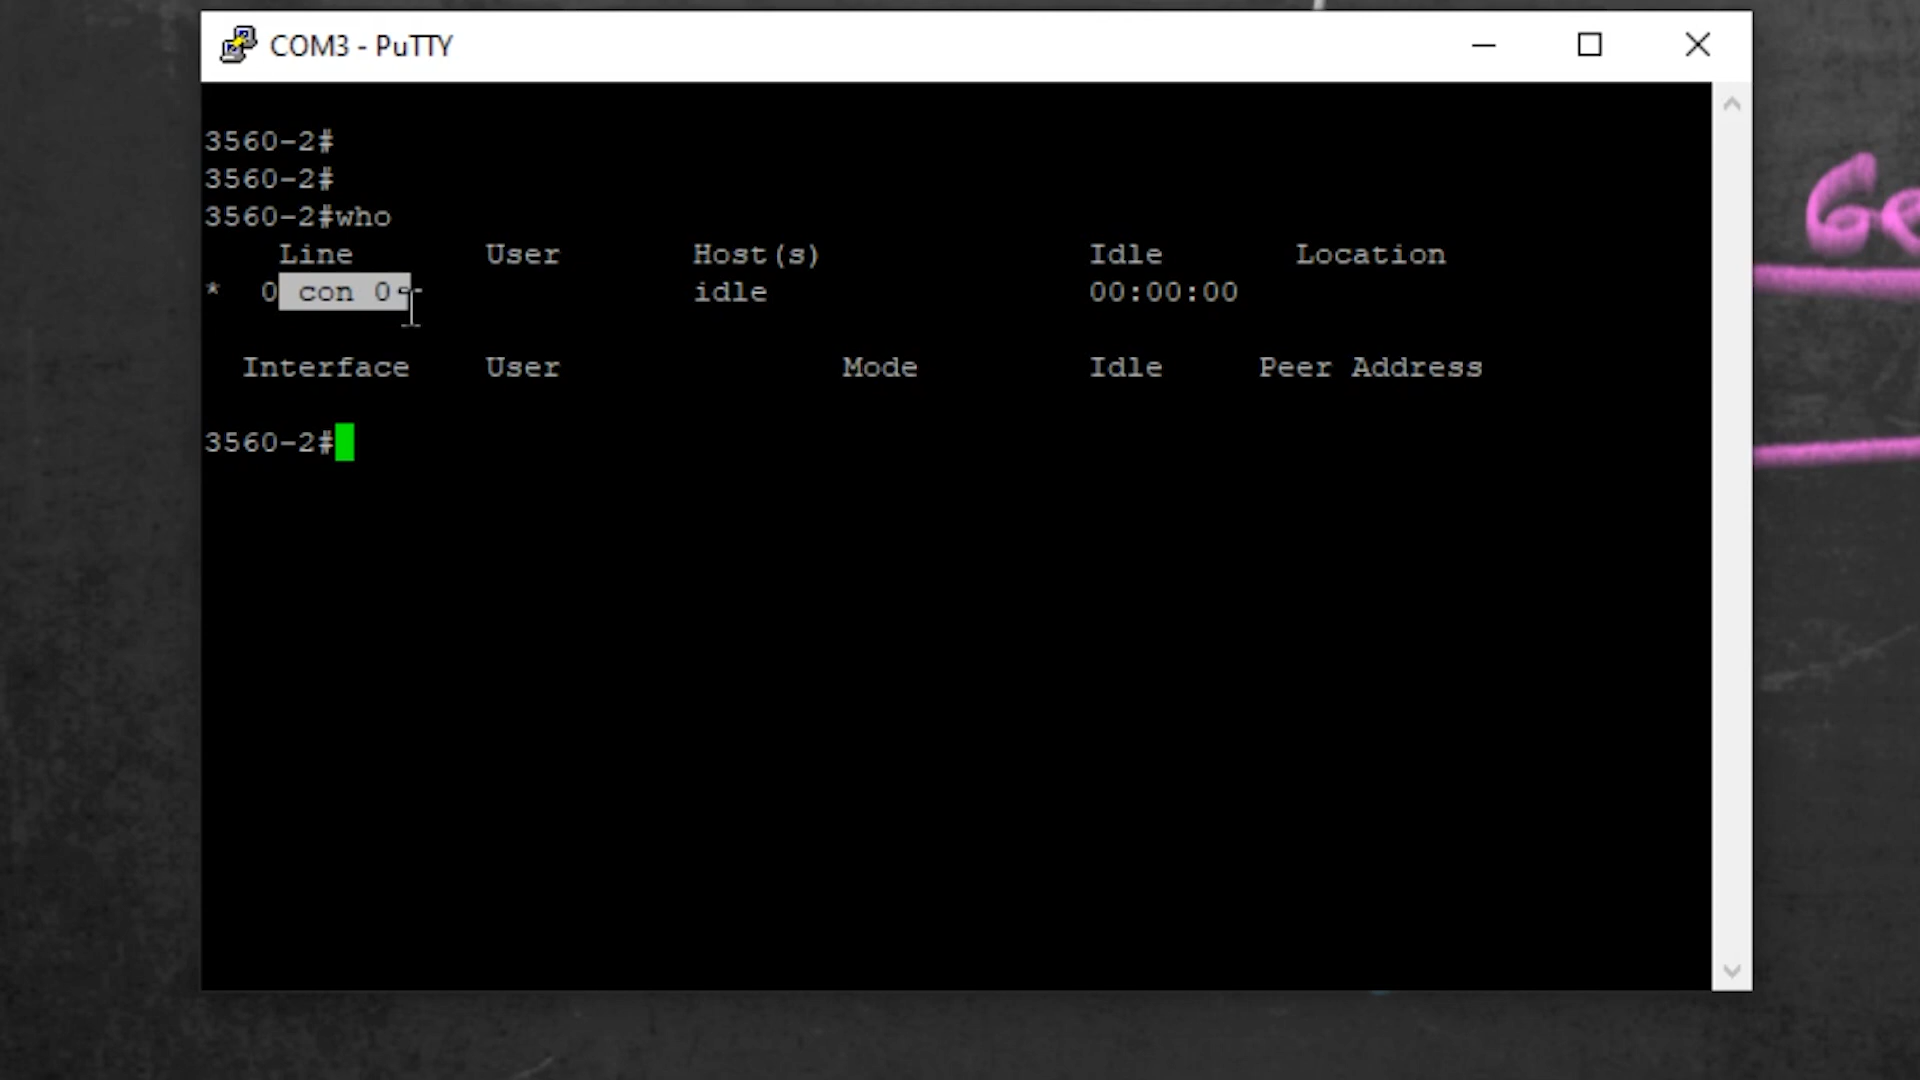 COM3 - PuTTY
3560-2#
3560-2#
3560-2#who
Line User Host(s) Idle Location
* 0 con 0 idle 00:00:00
Interface User Mode Idle Peer Address
3560-2#